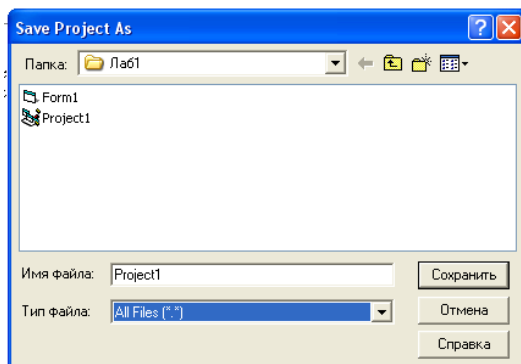 Save Project As
Папка: Лаб1
Form1
Project1
Имя файла: Project1 Сохранить
Тип файла: All Files (*.*) Отмена
Справка